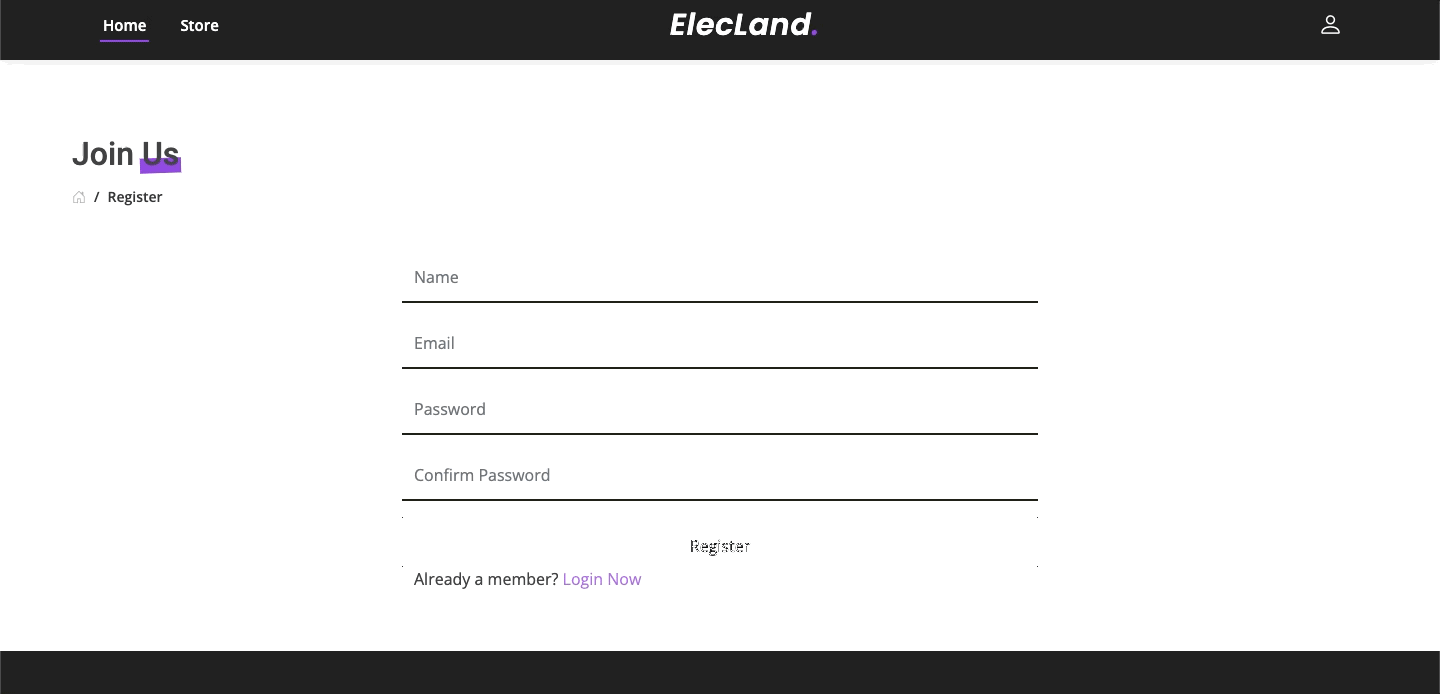 Home Store ElecLand.
Join Us
/ Register
Name
Email
Password
Confirm Password
Register
Already a member? Login Now